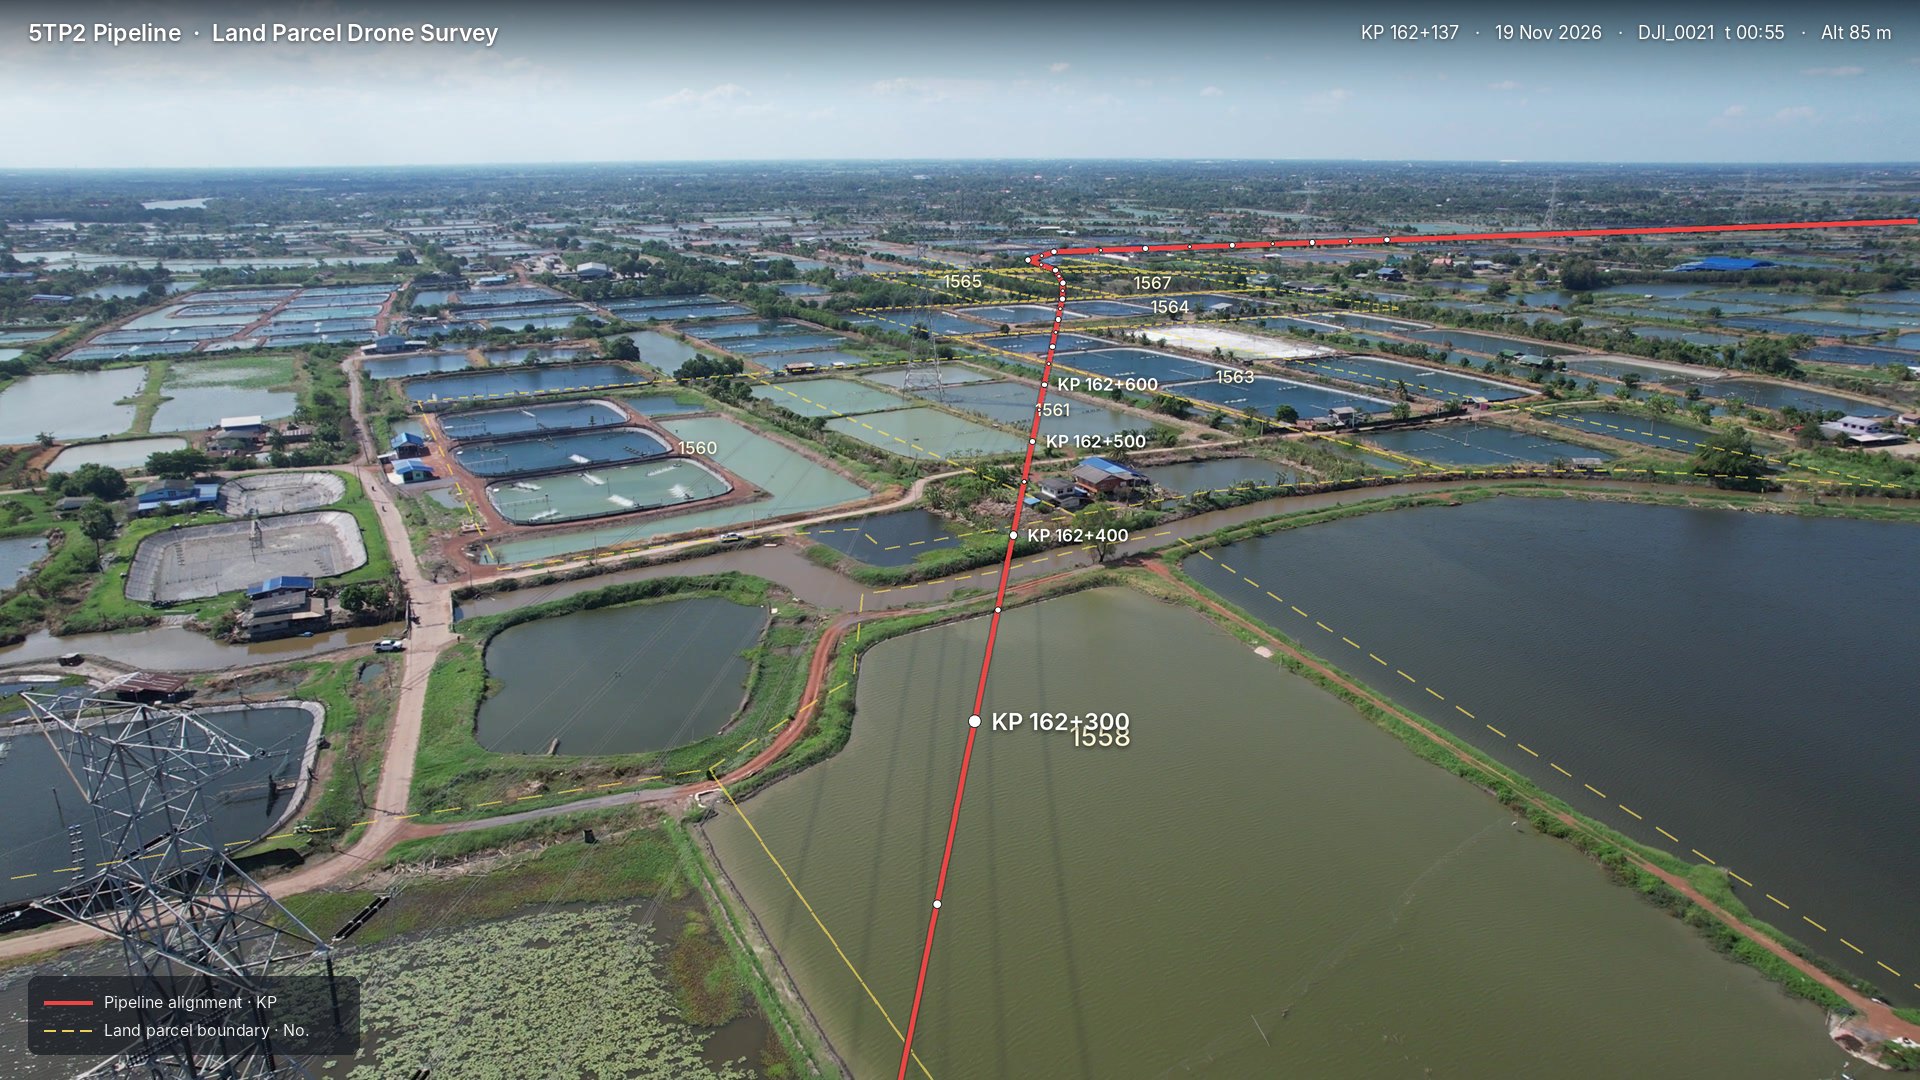 5TP2 Pipeline · Land Parcel Drone Survey
KP 162+137 · 19 Nov 2026 · DJI_0021 t 00:55 · Alt 85 m
1565
1567
1564
1563
KP 162+600
1561
KP 162+500
1560
KP 162+400
KP 162+300
1558
Pipeline alignment · KP
Land parcel boundary · No.